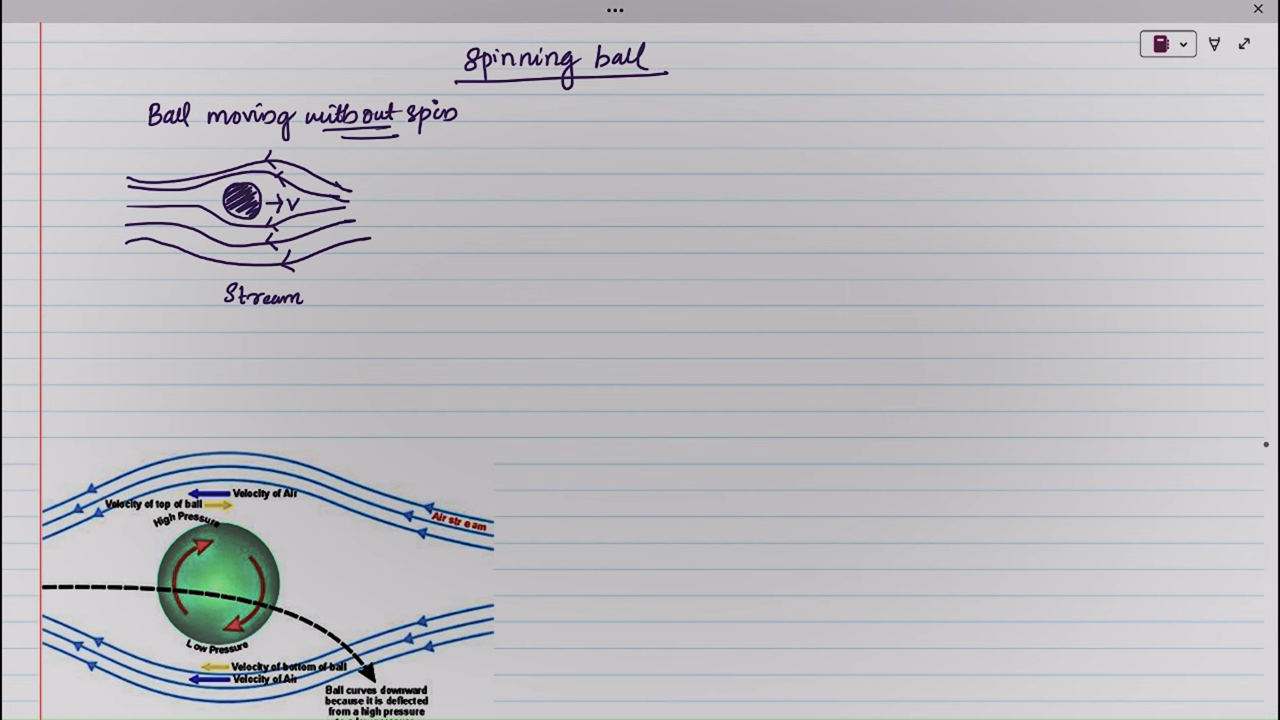 Spinning ball
Ball moving without spin
→ v
Stream
Velocity of Air
Velocity of top of ball
High Pressure
Air stream
Low Pressure
Velocity of bottom of ball
Velocity of Air
Ball curves downward
because it is deflected
from a high pressure